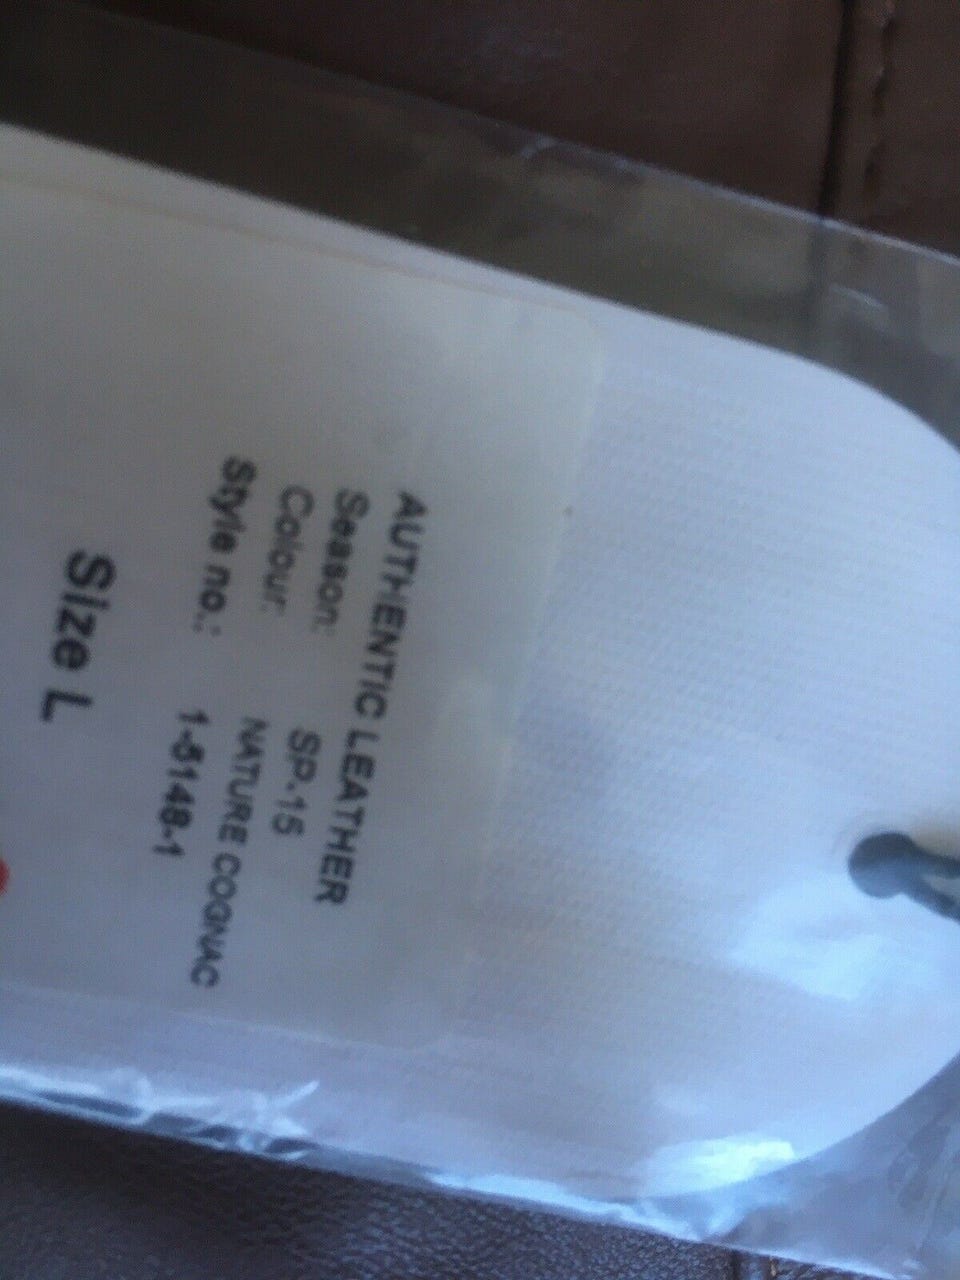 AUTHENTIC LEATHER
Season: SP-15
Colour: NATURE COGNAC
Style no.: 1-5148-1
Size L